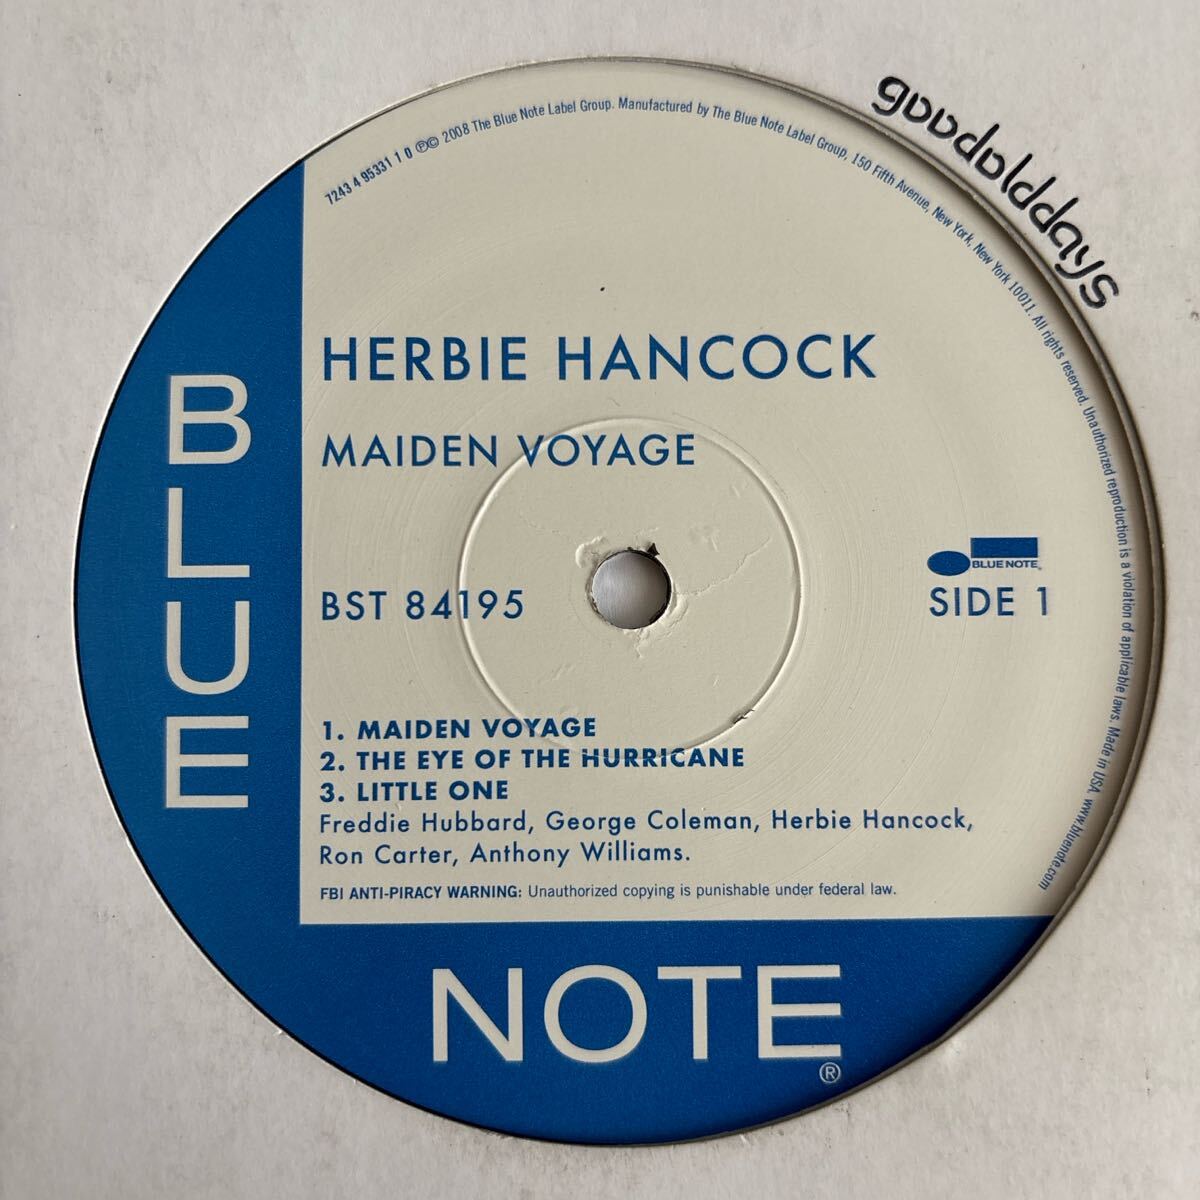 gooddolddqys
7243 4 95331 1 0 ℗© 2008 The Blue Note Label Group. Manufactured by The Blue Note Label Group, 150 Fifth Avenue, New York, New York 10011. All rights reserved. Unauthorized reproduction is a violation of applicable laws. Made in USA. www.bluenote.com
HERBIE HANCOCK
MAIDEN VOYAGE
BLUE NOTE®
BST 84195
SIDE 1
1. MAIDEN VOYAGE
2. THE EYE OF THE HURRICANE
3. LITTLE ONE
Freddie Hubbard, George Coleman, Herbie Hancock,
Ron Carter, Anthony Williams.
FBI ANTI-PIRACY WARNING: Unauthorized copying is punishable under federal law.
BLUE
NOTE®